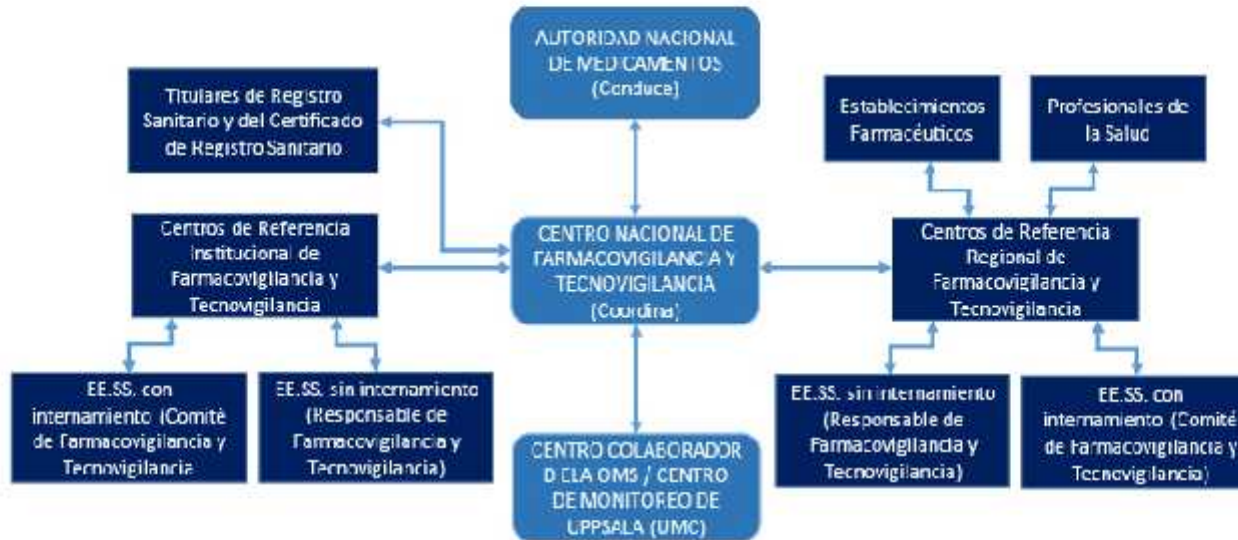 AUTORIDAD NACIONAL
DE MEDICAMENTOS
(Conduce)
Titulares de Registro
Sanitario y del Certificado
de Registro Sanitario
Establecimientos
Farmacéuticos
Profesionales de
la Salud
Centros de Referencia
Institucional de
Farmacovigilancia y
Tecnovigilancia
CENTRO NACIONAL DE
FARMACOVIGILANCIA Y
TECNOVIGILANCIA
(Coordina)
Centros de Referencia
Regional de
Farmacovigilancia y
Tecnovigilancia
EE.SS. con
internamiento (Comité
de Farmacovigilancia y
Tecnovigilancia
EE.SS. sin internamiento
(Responsable de
Farmacovigilancia y
Tecnovigilancia)
CENTRO COLABORADOR
D ELA OMS / CENTRO
DE MONITOREO DE
UPPSALA (UMC)
EE.SS. sin internamiento
(Responsable de
Farmacovigilancia y
Tecnovigilancia)
EE.SS. con
internamiento (Comité
de Farmacovigilancia y
Tecnovigilancia)